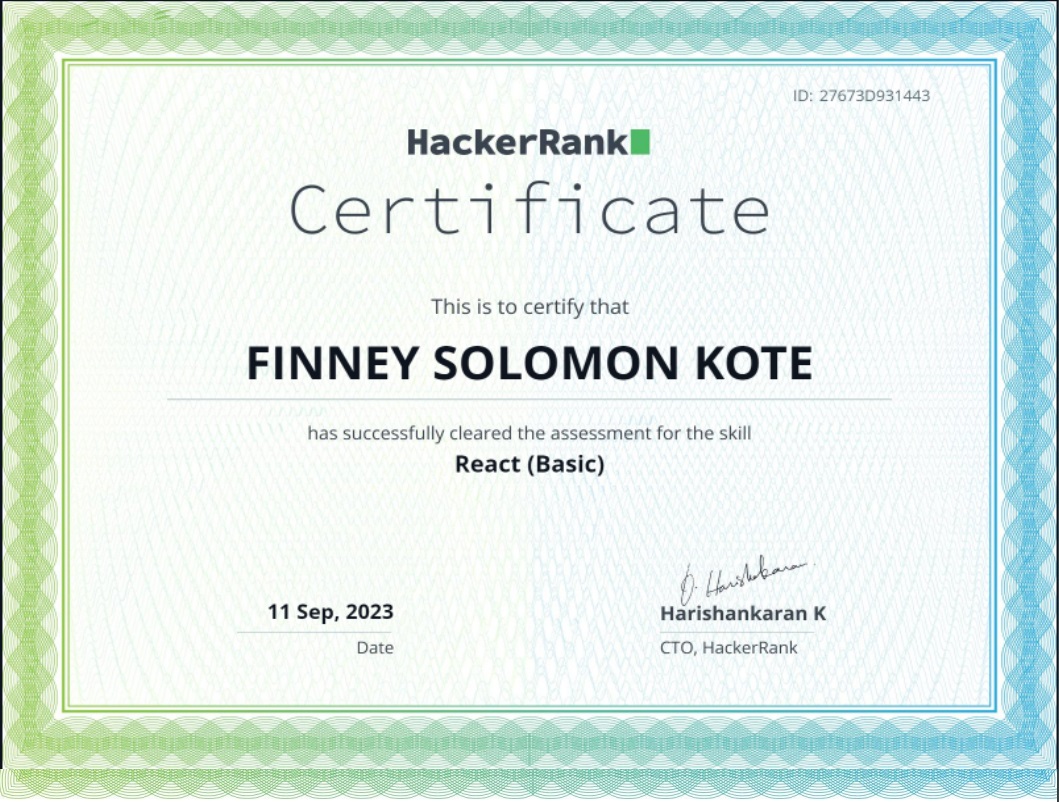 ID: 27673D931443
HackerRank
Certificate
This is to certify that
FINNEY SOLOMON KOTE
has successfully cleared the assessment for the skill
React (Basic)
11 Sep, 2023
Date
Harishankaran K
CTO, HackerRank